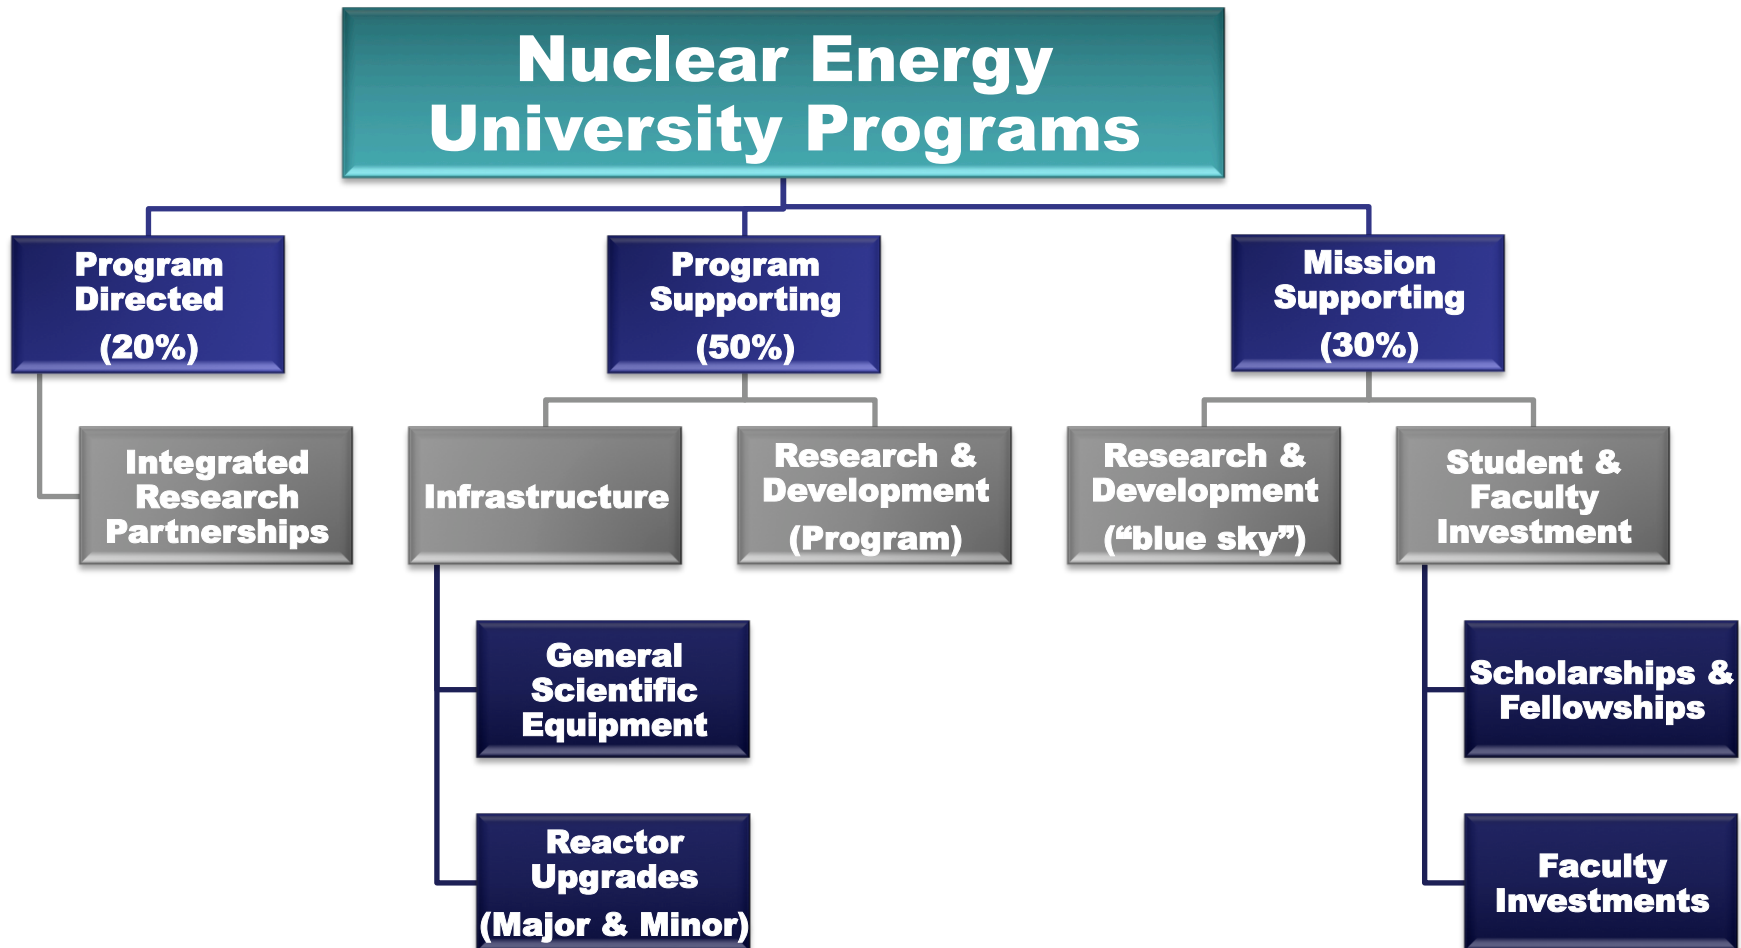 Nuclear Energy
University Programs
Program
Directed
(20%)
Program
Supporting
(50%)
Mission
Supporting
(30%)
Integrated
Research
Partnerships
Infrastructure
Research &
Development
(Program)
Research &
Development
(“blue sky”)
Student &
Faculty
Investment
General
Scientific
Equipment
Scholarships &
Fellowships
Reactor
Upgrades
(Major & Minor)
Faculty
Investments